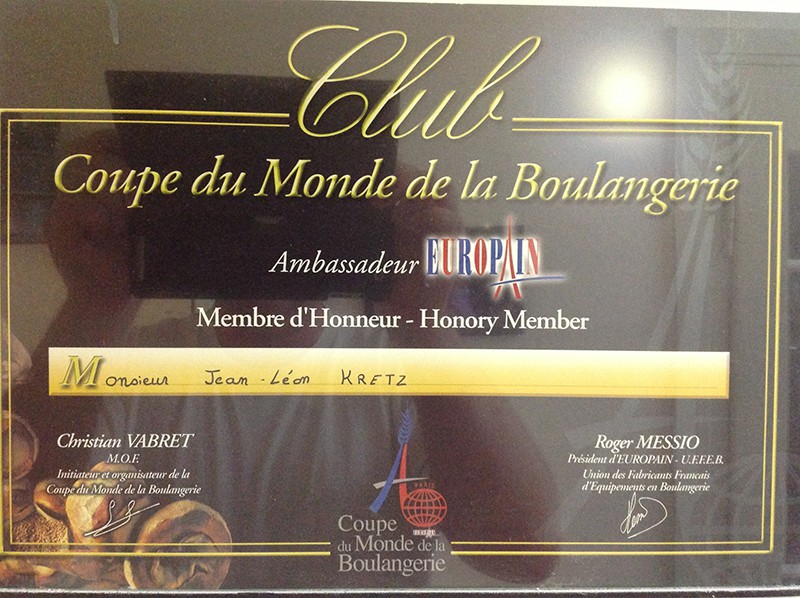 Club
Coupe du Monde de la Boulangerie
Ambassadeur EUROPAIN
Membre d'Honneur - Honory Member
Monsieur Jean-Léon KRETZ
Christian VABRET
M.O.F.
Initiateur et organisateur de la
Coupe du Monde de la Boulangerie
Roger MESSIO
Président d'EUROPAIN - U.F.F.E.B.
Union des Fabricants Francais
d'Equipements en Boulangerie
PARIS
Coupe
du Monde de la
Boulangerie